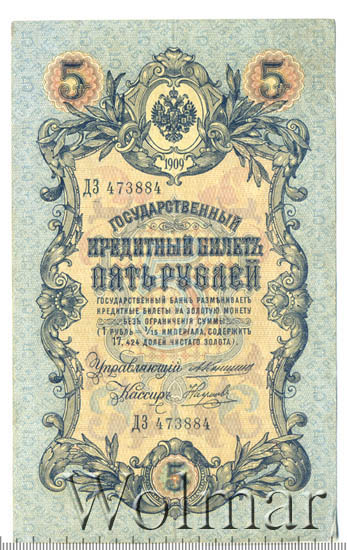 5 5
1909
ДЗ 473884
ГОСУДАРСТВЕННЫЙ
КРЕДИТНЫЙ БИЛЕТЪ
ПЯТЬ РУБЛЕЙ
ГОСУДАРСТВЕННЫЙ БАНКЪ РАЗМѢНИВАЕТЪ
КРЕДИТНЫЕ БИЛЕТЫ НА ЗОЛОТУЮ МОНЕТУ
БЕЗЪ ОГРАНИЧЕНІЯ СУММЫ
(1 РУБЛЬ = 1/15 ИМПЕРІАЛА, СОДЕРЖИТЪ
17,424 ДОЛЕЙ ЧИСТАГО ЗОЛОТА).
Управляющій
Кассиръ
ДЗ 473884
5
Wolmar